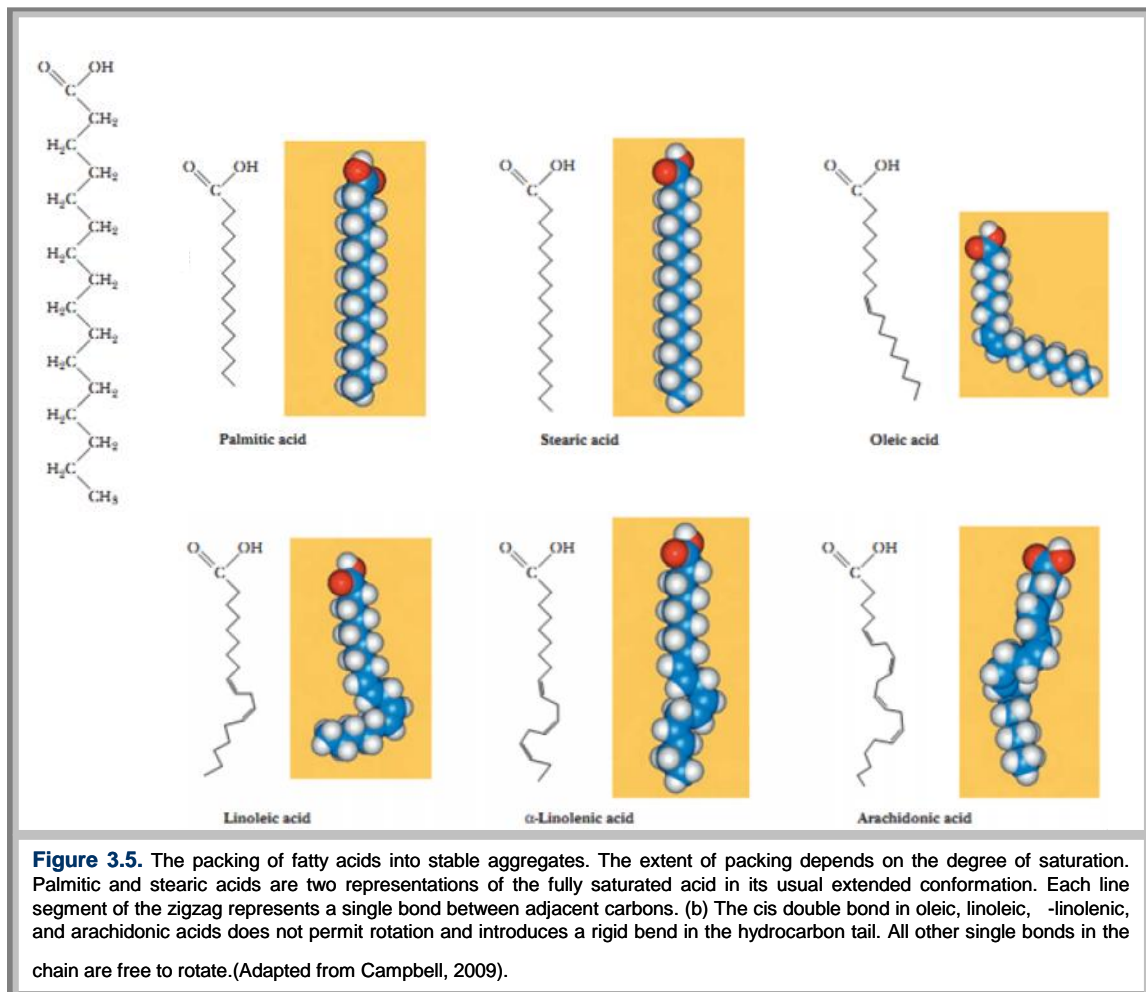 O OH
C
CH₂
H₂C
CH₂
H₂C
CH₂
H₂C
CH₂
H₂C
CH₂
H₂C
CH₂
H₂C
CH₂
H₂C
CH₃
O OH
C
Palmitic acid
O OH
C
Stearic acid
O OH
C
Oleic acid
O OH
C
Linoleic acid
O OH
C
α-Linolenic acid
O OH
C
Arachidonic acid
Figure 3.5. The packing of fatty acids into stable aggregates. The extent of packing depends on the degree of saturation.
Palmitic and stearic acids are two representations of the fully saturated acid in its usual extended conformation. Each line
segment of the zigzag represents a single bond between adjacent carbons. (b) The cis double bond in oleic, linoleic, -linolenic,
and arachidonic acids does not permit rotation and introduces a rigid bend in the hydrocarbon tail. All other single bonds in the
chain are free to rotate.(Adapted from Campbell, 2009).